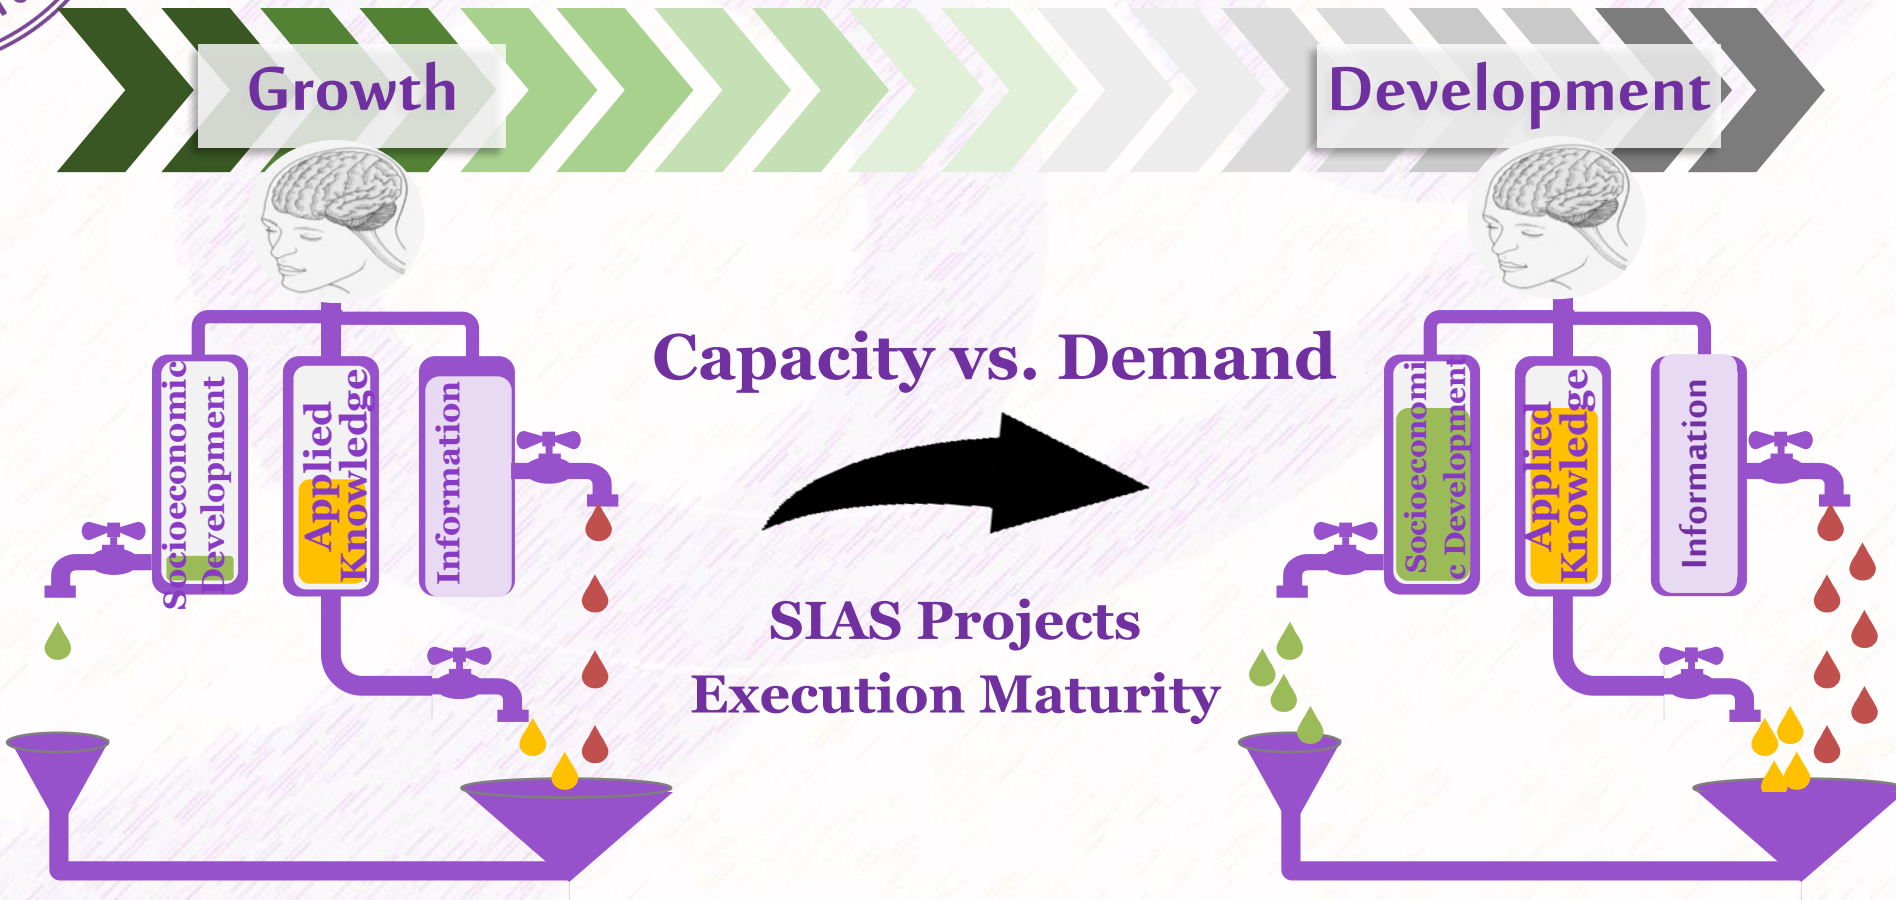 Growth
Development
Capacity vs. Demand
Socioeconomic
Development
Applied
Knowledge
Information
SIAS Projects
Execution Maturity
Socioeconomi
c Development
Applied
Knowledge
Information